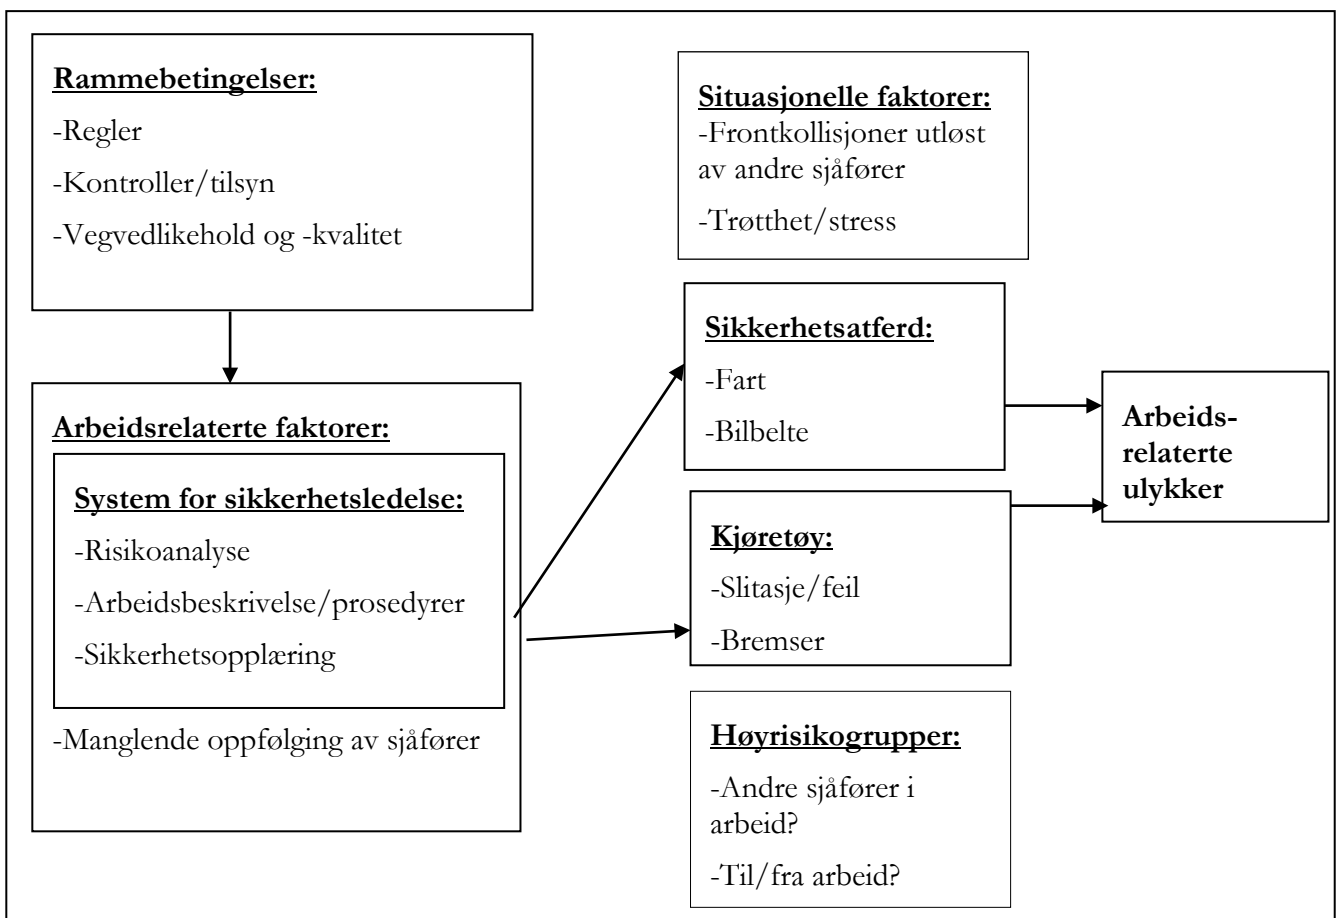 Rammebetingelser:
-Regler
-Kontroller/tilsyn
-Vegvedlikehold og -kvalitet
Arbeidsrelaterte faktorer:
System for sikkerhetsledelse:
-Risikoanalyse
-Arbeidsbeskrivelse/prosedyrer
-Sikkerhetsopplæring
-Manglende oppfølging av sjåfører
Situasjonelle faktorer:
-Frontkollisjoner utløst
av andre sjåfører
-Trøtthet/stress
Sikkerhetsatferd:
-Fart
-Bilbelte
Kjøretøy:
-Slitasje/feil
-Bremser
Høyrisikogrupper:
-Andre sjåfører i
arbeid?
-Til/fra arbeid?
Arbeids-
relaterte
ulykker